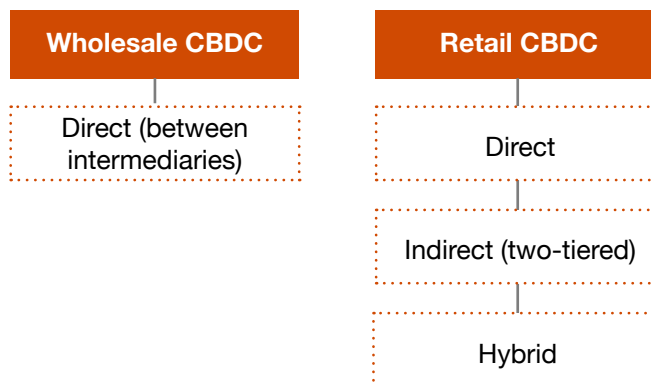 Wholesale CBDC
Direct (between
intermediaries)
Retail CBDC
Direct
Indirect (two-tiered)
Hybrid